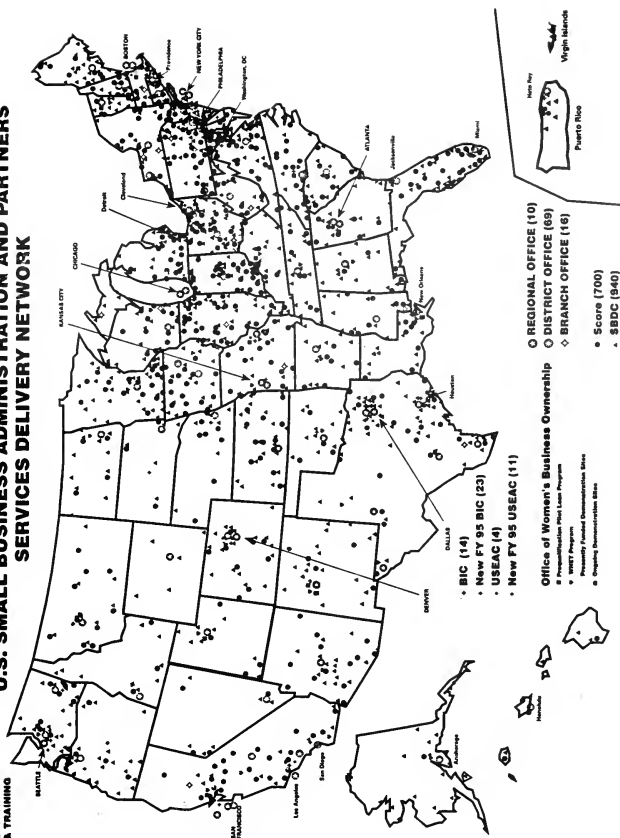 U.S. SMALL BUSINESS ADMINISTRATION AND PARTNERS
SERVICES DELIVERY NETWORK
& TRAINING
SEATTLE
SAN FRANCISCO
Los Angeles
San Diego
DENVER
DALLAS
KANSAS CITY
CHICAGO
Detroit
Cleveland
BOSTON
Providence
NEW YORK CITY
PHILADELPHIA
Washington, DC
ATLANTA
Jacksonville
Miami
New Orleans
Houston
Anchorage
Honolulu
Hato Rey
Puerto Rico
Virgin Islands
BIC (14)
New FY 95 BIC (23)
USEAC (4)
New FY 95 USEAC (11)
Office of Women's Business Ownership
Prequalification Pilot Loan Program
WNET Program
Presently Funded Demonstration Sites
Ongoing Demonstration Sites
REGIONAL OFFICE (10)
DISTRICT OFFICE (69)
BRANCH OFFICE (16)
Score (700)
SBDC (940)